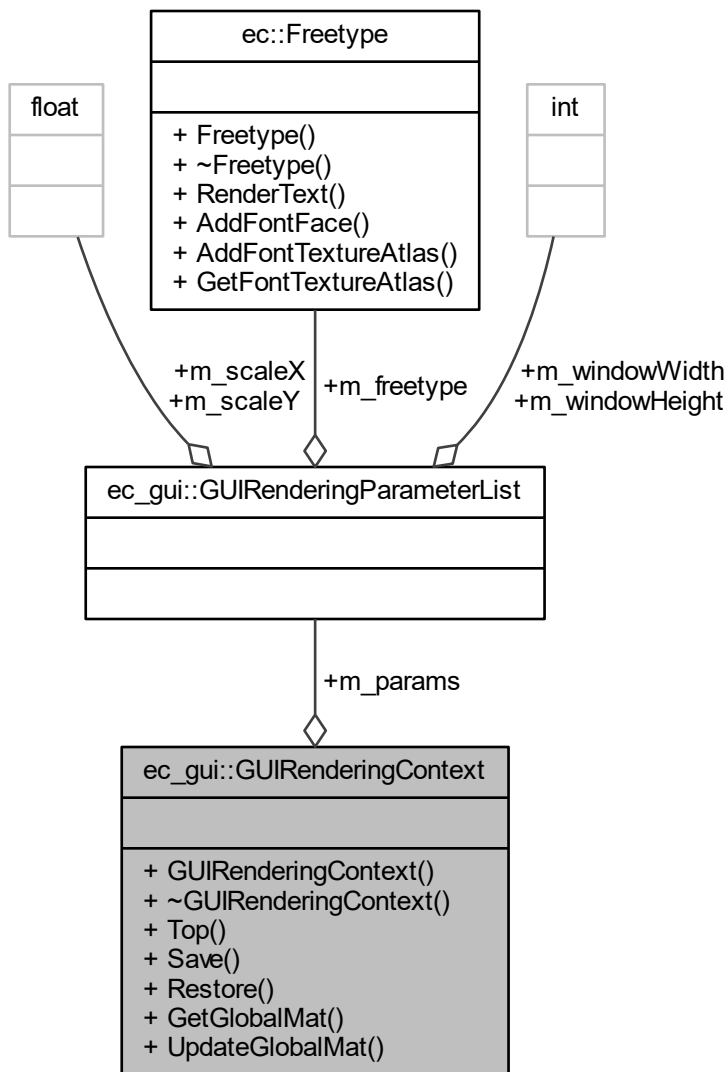 ec::Freetype
+ Freetype()
+ ~Freetype()
+ RenderText()
+ AddFontFace()
+ AddFontTextureAtlas()
+ GetFontTextureAtlas()
float
int
+m_scaleX
+m_scaleY
+m_freetype
+m_windowWidth
+m_windowHeight
ec_gui::GUIRenderingParameterList
+m_params
ec_gui::GUIRenderingContext
+ GUIRenderingContext()
+ ~GUIRenderingContext()
+ Top()
+ Save()
+ Restore()
+ GetGlobalMat()
+ UpdateGlobalMat()